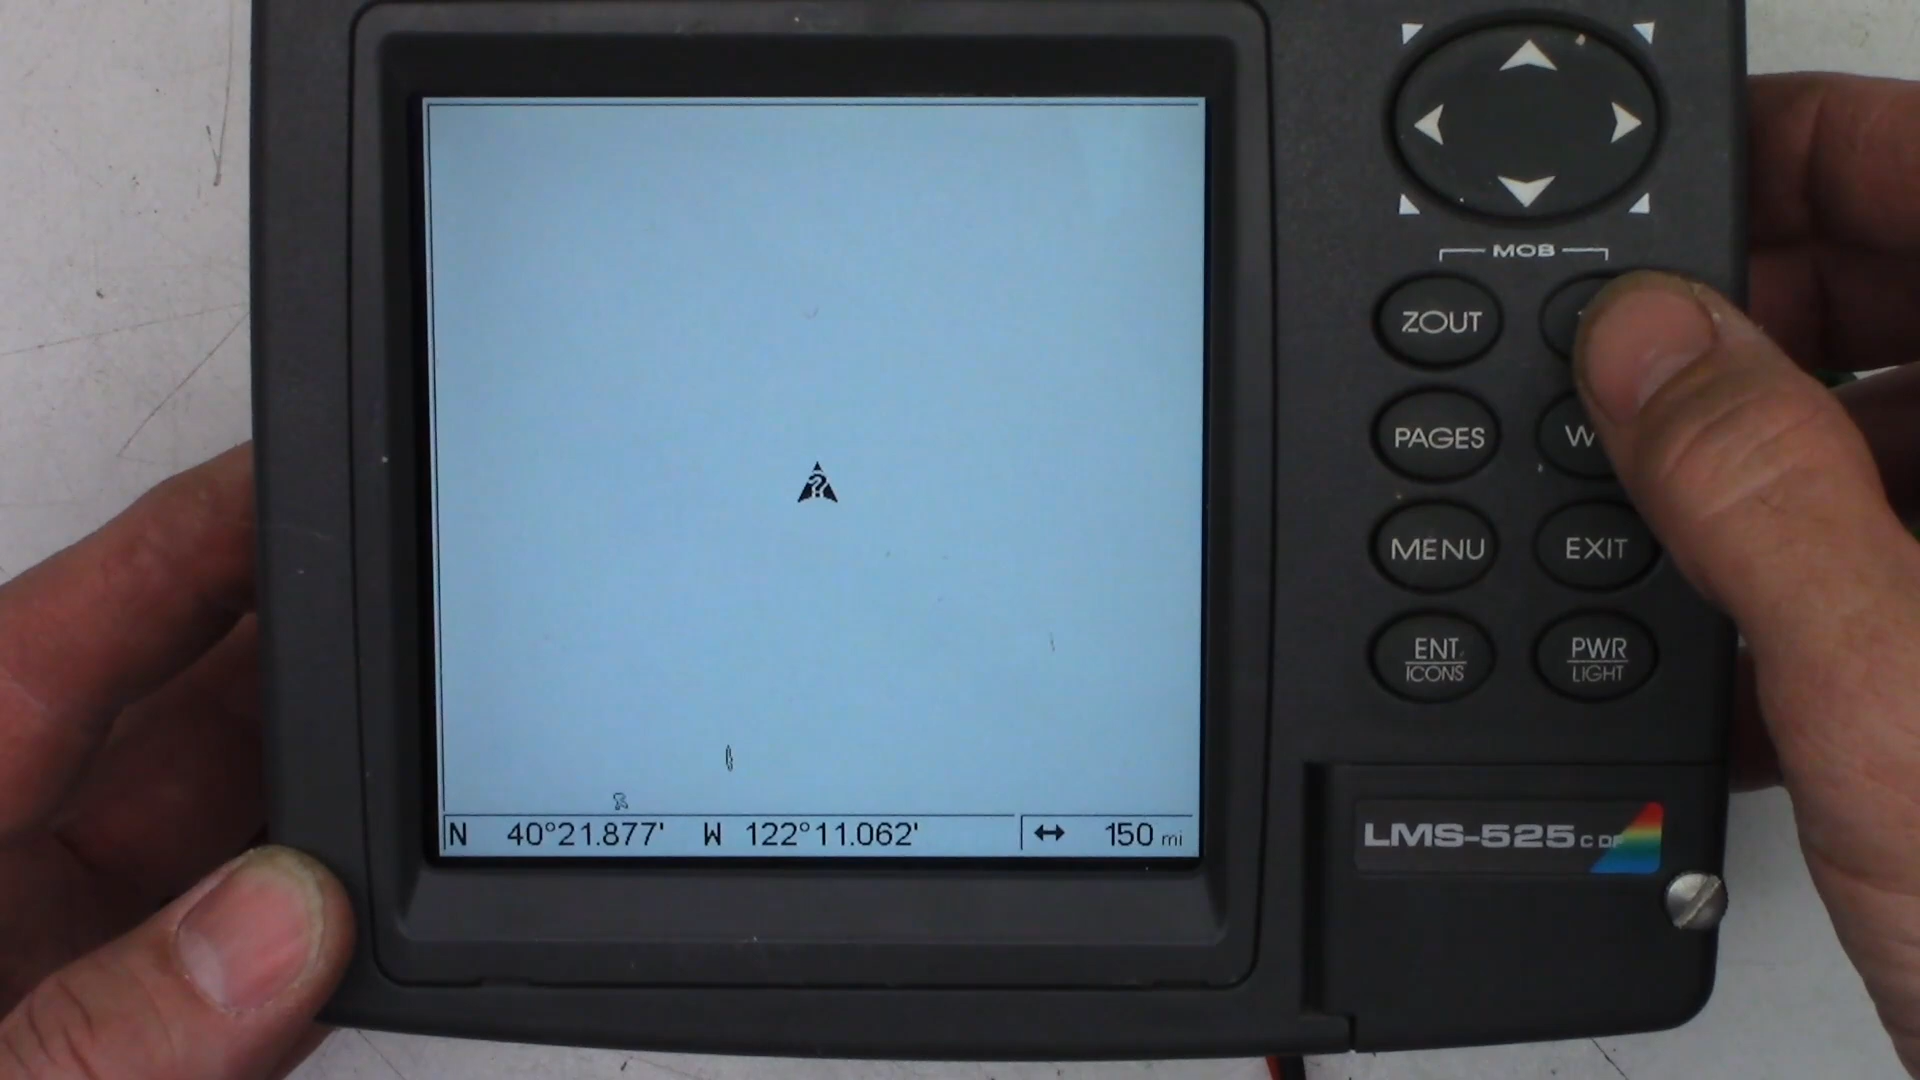 MOB
ZOUT
PAGES W
MENU EXIT
ENT PWR
ICONS LIGHT
N 40°21.877' W 122°11.062' ↔ 150 mi
LMS-525C DF